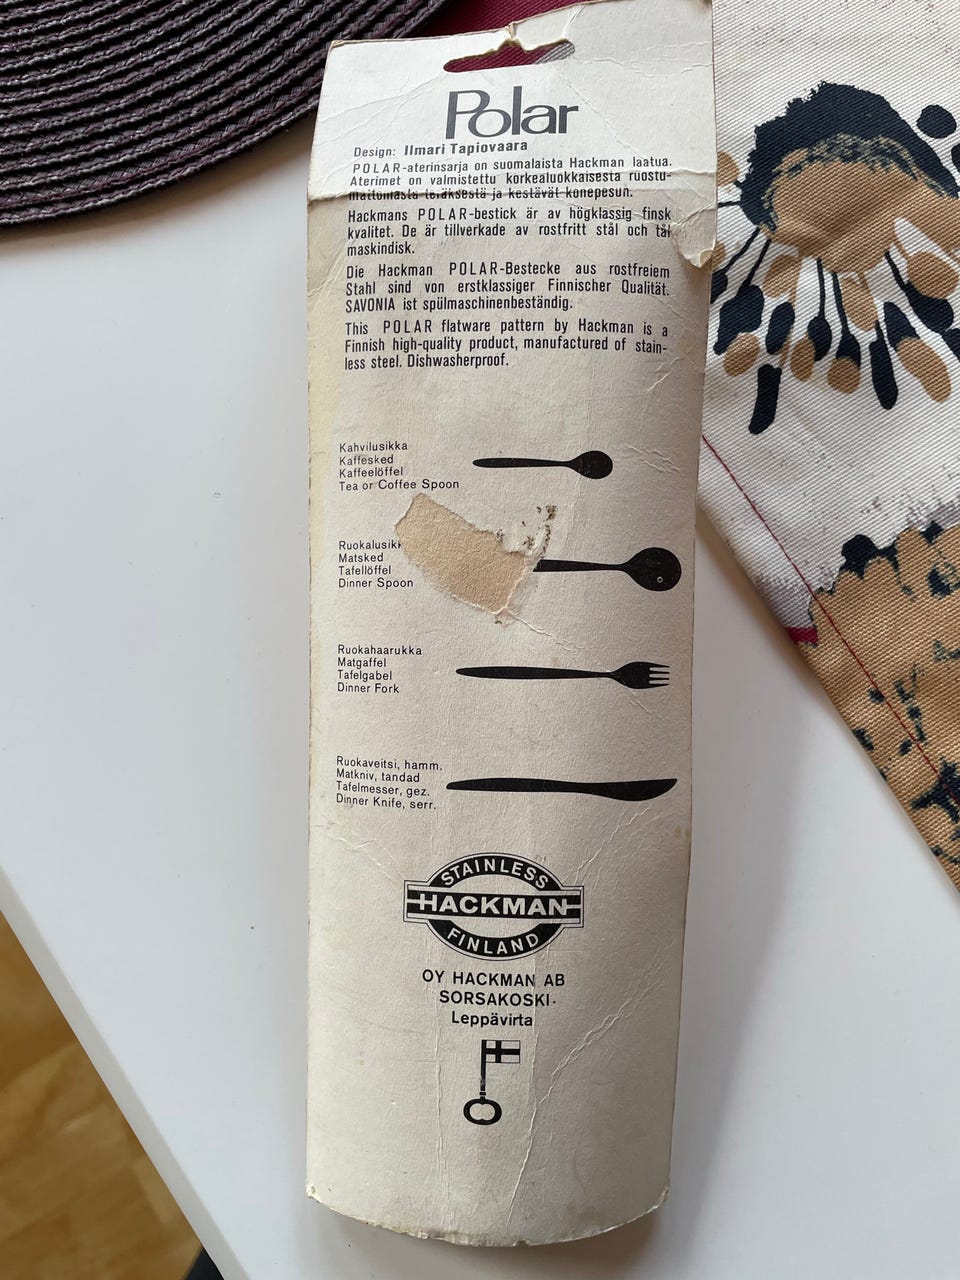 Polar
Design: Ilmari Tapiovaara
POLAR-aterinsarja on suomalaista Hackman laatua.
Aterimet on valmistettu korkealuokkaisesta ruostu-
mattomasta teräksestä ja kestävät konepesun.
Hackmans POLAR-bestick är av högklassig finsk
kvalitet. De är tillverkade av rostfritt stål och tål
maskindisk.
Die Hackman POLAR-Bestecke aus rostfreiem
Stahl sind von erstklassiger Finnischer Qualität.
SAVONIA ist spülmaschinenbeständig.
This POLAR flatware pattern by Hackman is a
Finnish high-quality product, manufactured of stain-
less steel. Dishwasherproof.
Kahvilusikka
Kaffesked
Kaffeelöffel
Tea or Coffee Spoon
Matsked
Tafellöffel
Dinner Spoon
Ruokahaarukka
Matgaffel
Tafelgabel
Dinner Fork
Ruokaveitsi, hamm.
Matkniv, tandad
Tafelmesser, gez.
Dinner Knife, serr.
STAINLESS
HACKMAN
FINLAND
OY HACKMAN AB
SORSAKOSKI
Leppävirta